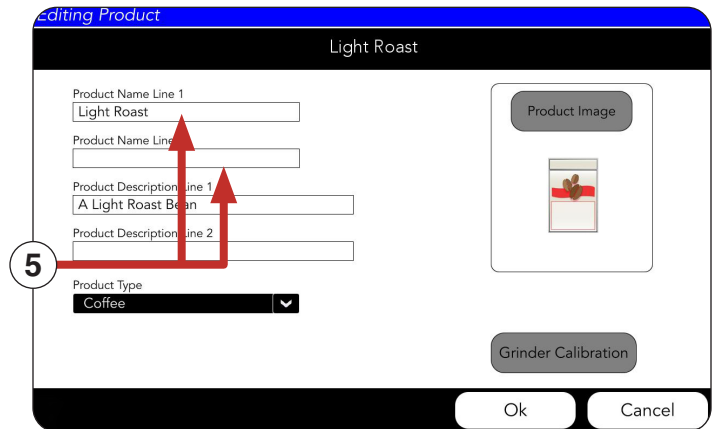 Editing Product
Light Roast
Product Name Line 1
Light Roast
Product Name Line
Product Description Line 1
A Light Roast Bean
Product Description Line 2
5
Product Type
Coffee
Product Image
Grinder Calibration
Ok
Cancel